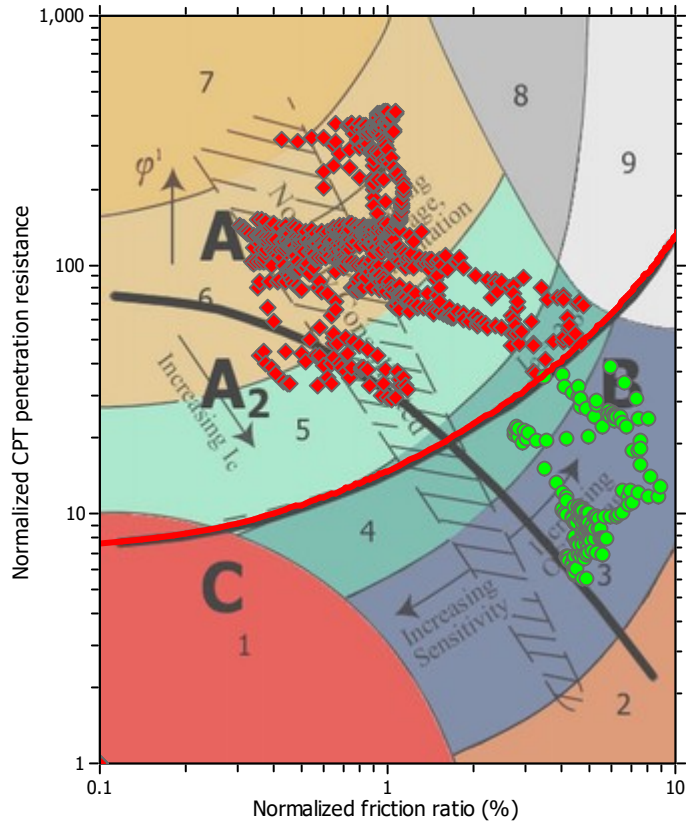 1,000
7
8
9
φ'
No
A
100
6
Increasing Ic
A2
5
B
10
4
C
1
Increasing
Sensitivity
3
2
1
0.1
1
10
Normalized CPT penetration resistance
Normalized friction ratio (%)